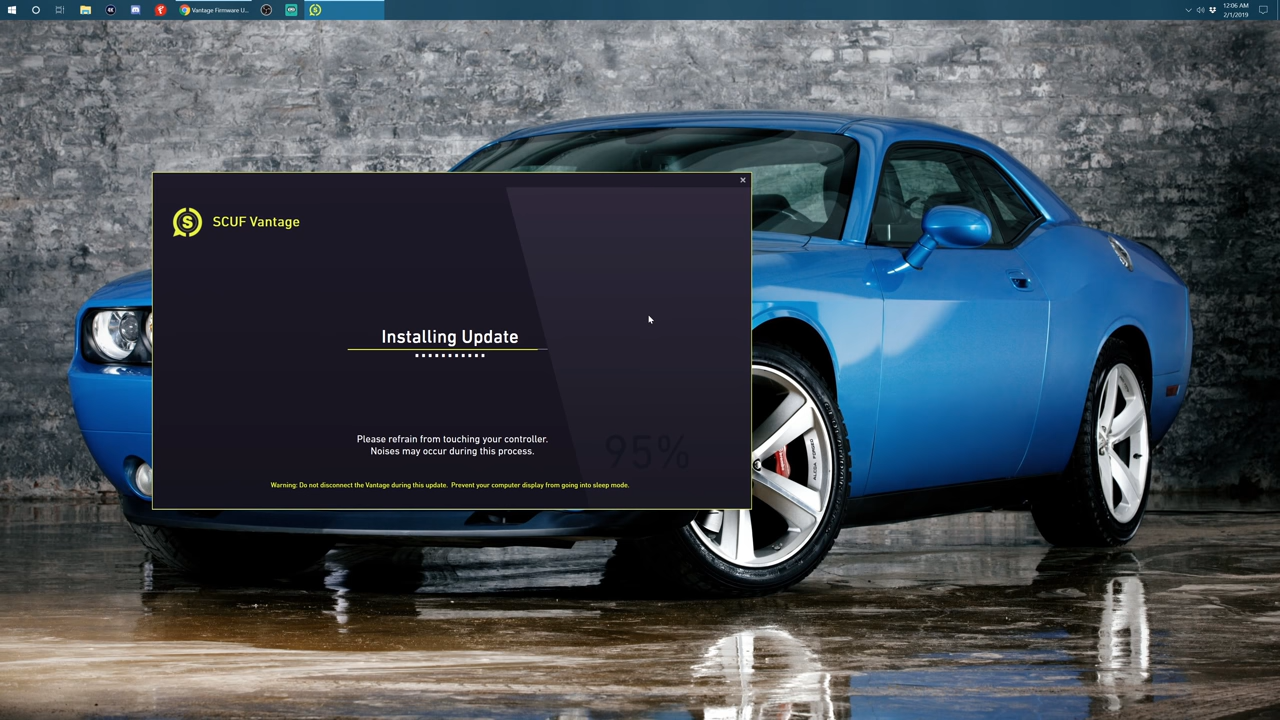 Vantage Firmware U...
12:06 AM
2/1/2019
SCUF Vantage
Installing Update
Please refrain from touching your controller.
Noises may occur during this process.
95%
Warning: Do not disconnect the Vantage during this update. Prevent your computer display from going into sleep mode.